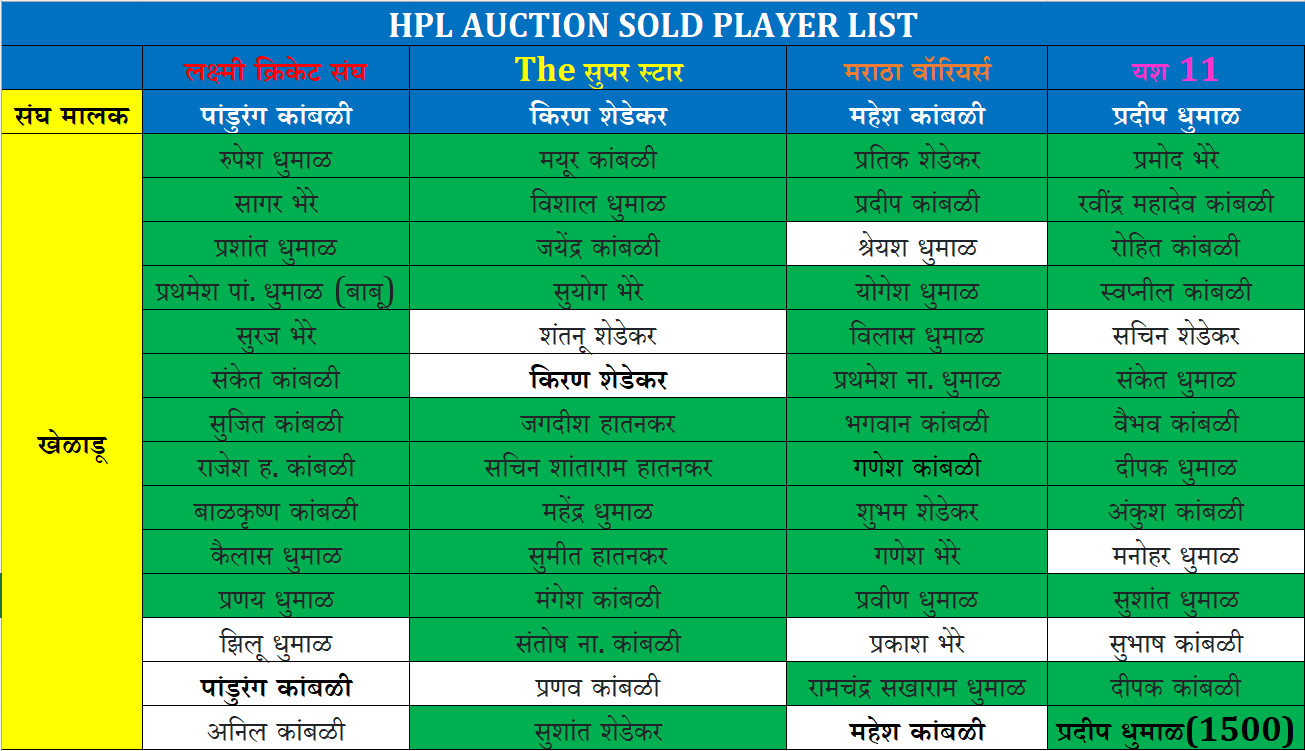 HPL AUCTION SOLD PLAYER LIST
लक्ष्मी क्रिकेट संघ The सुपर स्टार मराठा वॉरियर्स यश 11
संघ मालक पांडुरंग कांबळी किरण शेडेकर महेश कांबळी प्रदीप धुमाळ
रुपेश धुमाळ मयूर कांबळी प्रतिक शेडेकर प्रमोद भेरे
सागर भेरे विशाल धुमाळ प्रदीप कांबळी रवींद्र महादेव कांबळी
प्रशांत धुमाळ जयेंद्र कांबळी श्रेयश धुमाळ रोहित कांबळी
प्रथमेश पां. धुमाळ (बाबू) सुयोग भेरे योगेश धुमाळ स्वप्नील कांबळी
सुरज भेरे शंतनू शेडेकर विलास धुमाळ सचिन शेडेकर
संकेत कांबळी किरण शेडेकर प्रथमेश ना. धुमाळ संकेत धुमाळ
सुजित कांबळी जगदीश हातनकर भगवान कांबळी वैभव कांबळी
खेळाडू राजेश ह. कांबळी सचिन शांताराम हातनकर गणेश कांबळी दीपक धुमाळ
बाळकृष्ण कांबळी महेंद्र धुमाळ शुभम शेडेकर अंकुश कांबळी
कैलास धुमाळ सुमीत हातनकर गणेश भेरे मनोहर धुमाळ
प्रणय धुमाळ मंगेश कांबळी प्रवीण धुमाळ सुशांत धुमाळ
झिलू धुमाळ संतोष ना. कांबळी प्रकाश भेरे सुभाष कांबळी
पांडुरंग कांबळी प्रणव कांबळी रामचंद्र सखाराम धुमाळ दीपक कांबळी
अनिल कांबळी सुशांत शेडेकर महेश कांबळी प्रदीप धुमाळ(1500)